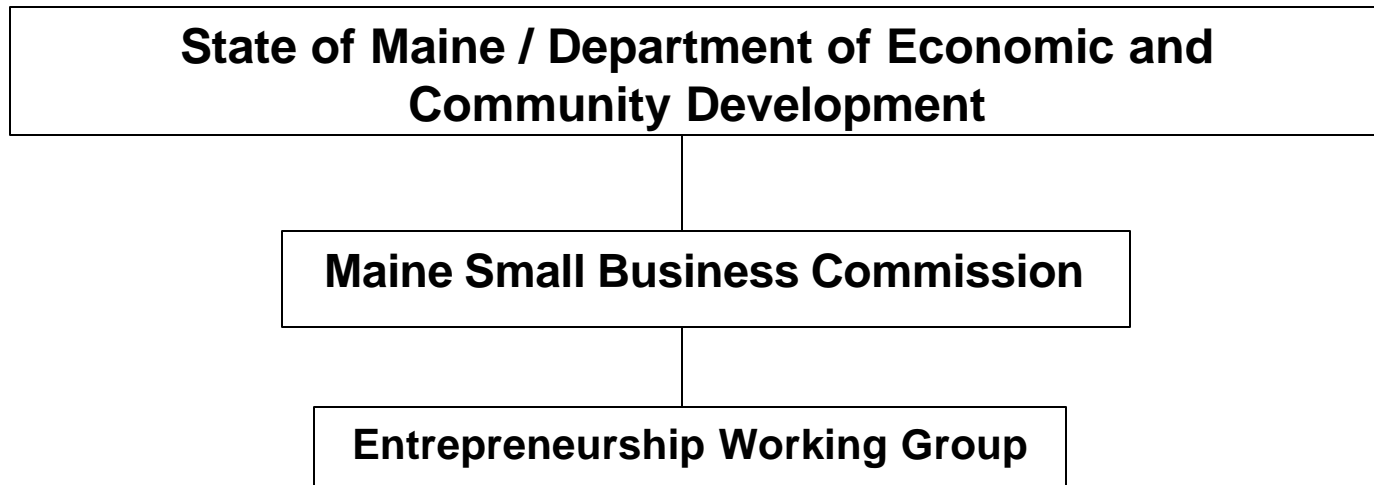 State of Maine / Department of Economic and
Community Development
Maine Small Business Commission
Entrepreneurship Working Group